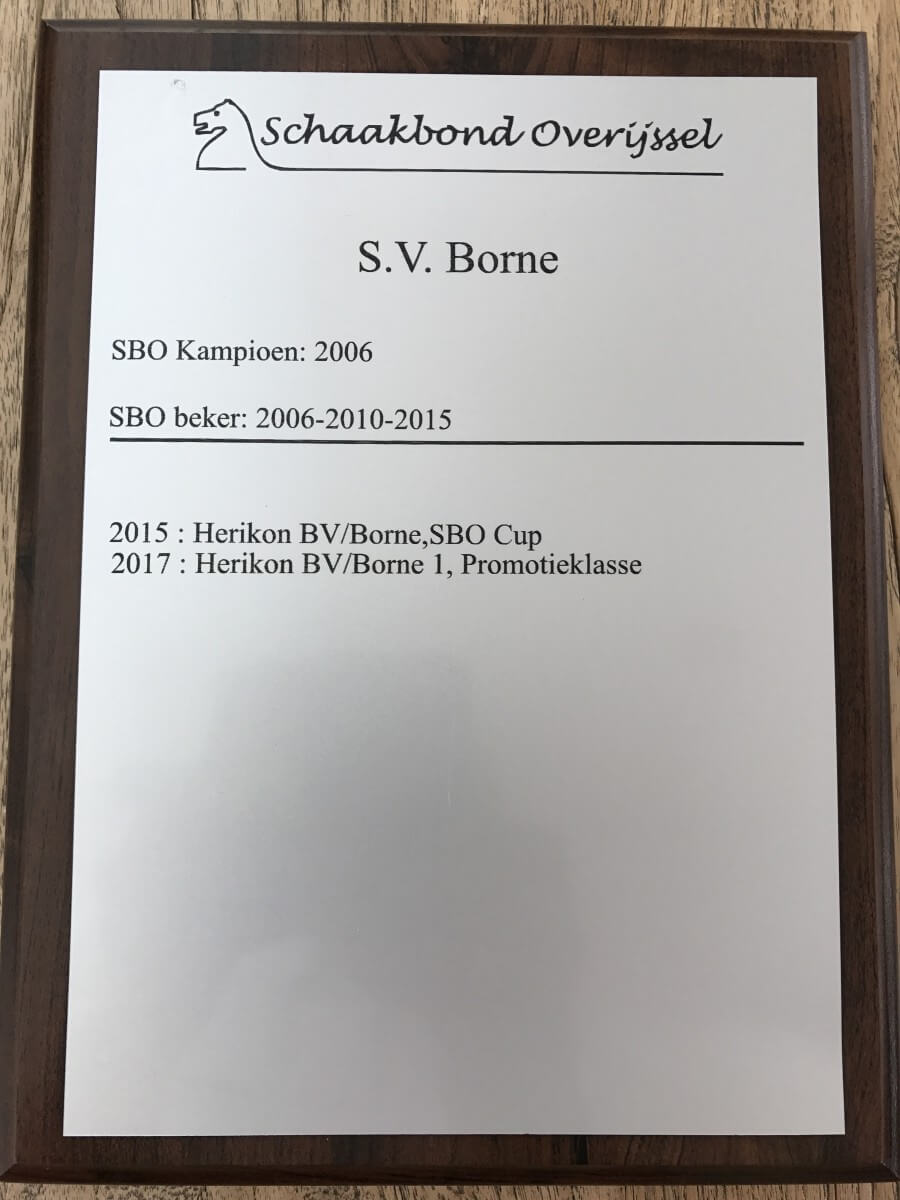 Schaakbond Overijssel
S.V. Borne
SBO Kampioen: 2006
SBO beker: 2006-2010-2015
2015 : Herikon BV/Borne,SBO Cup
2017 : Herikon BV/Borne 1, Promotieklasse